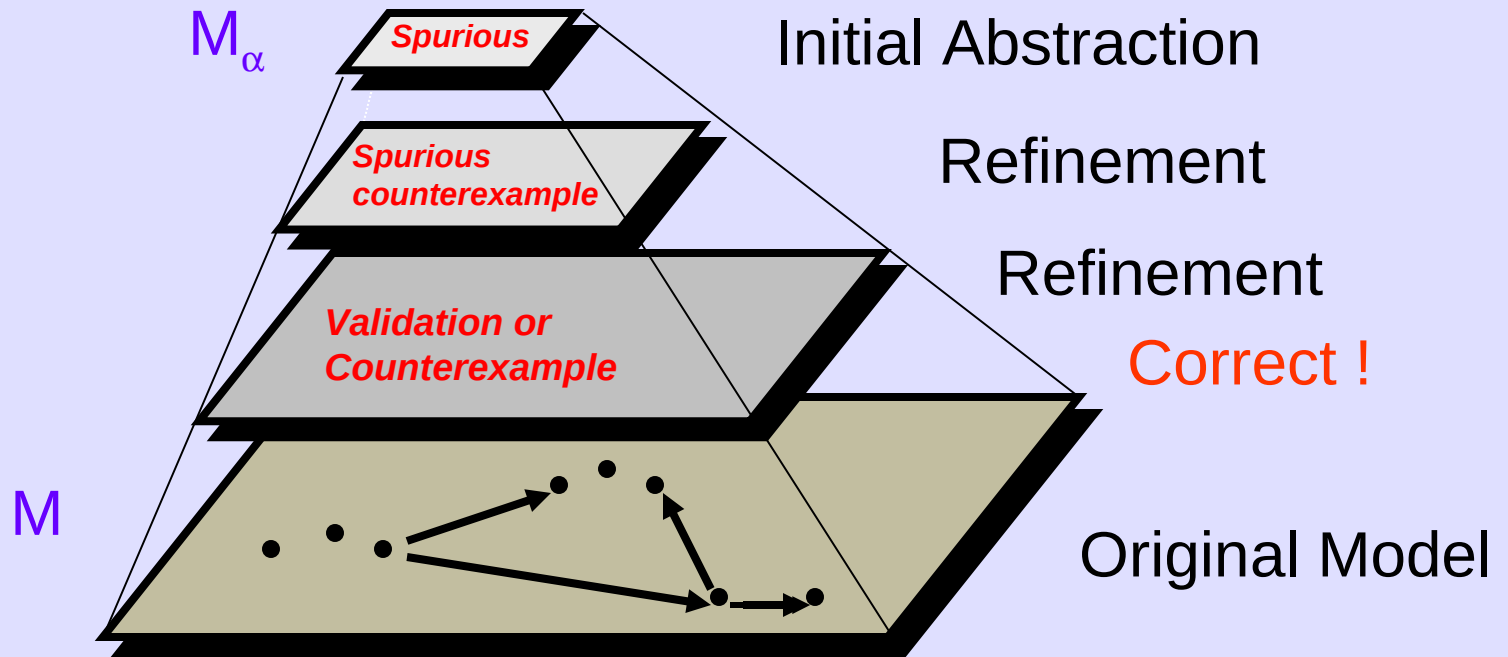 Mα
Spurious
Initial Abstraction
Spurious
counterexample
Refinement
Refinement
Validation or
Counterexample
Correct !
M
Original Model